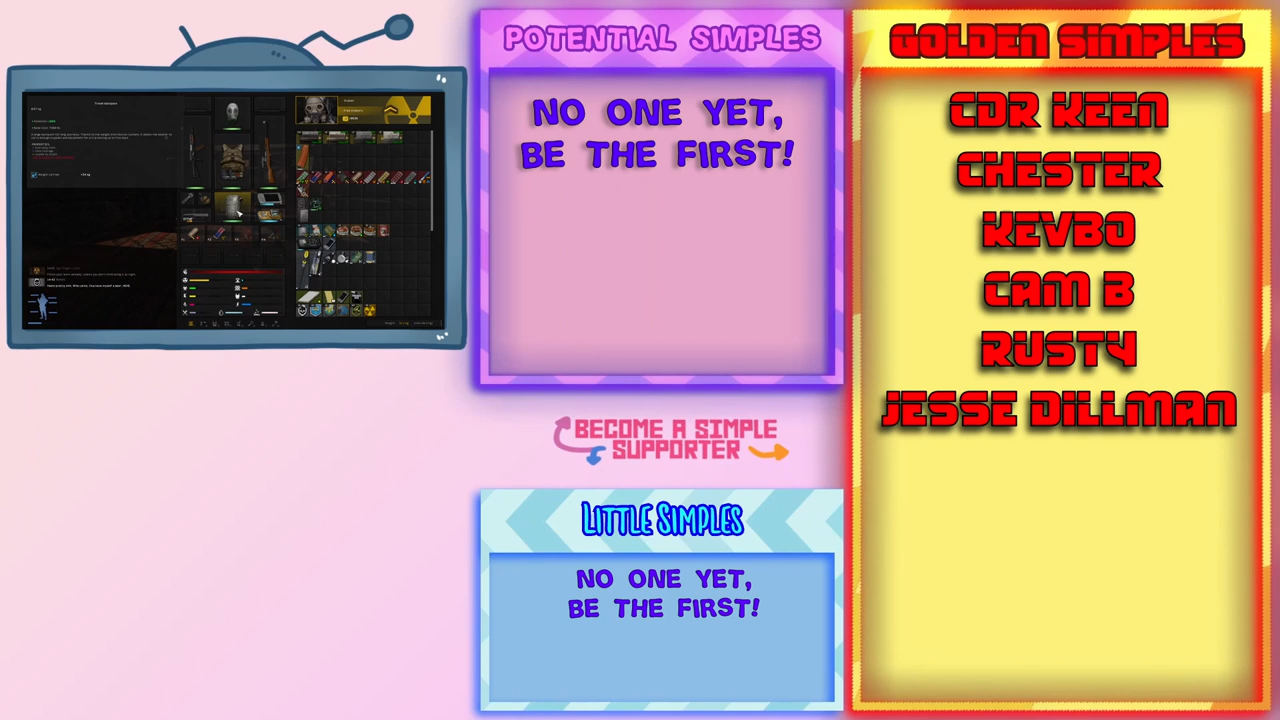 POTENTIAL SIMPLES
NO ONE YET,
BE THE FIRST!
BECOME A SIMPLE
SUPPORTER
LITTLE SIMPLES
NO ONE YET,
BE THE FIRST!
GOLDEN SIMPLES
CDR KEEN
CHESTER
KEVBO
CAM B
RUSTY
JESSE DILLMAN